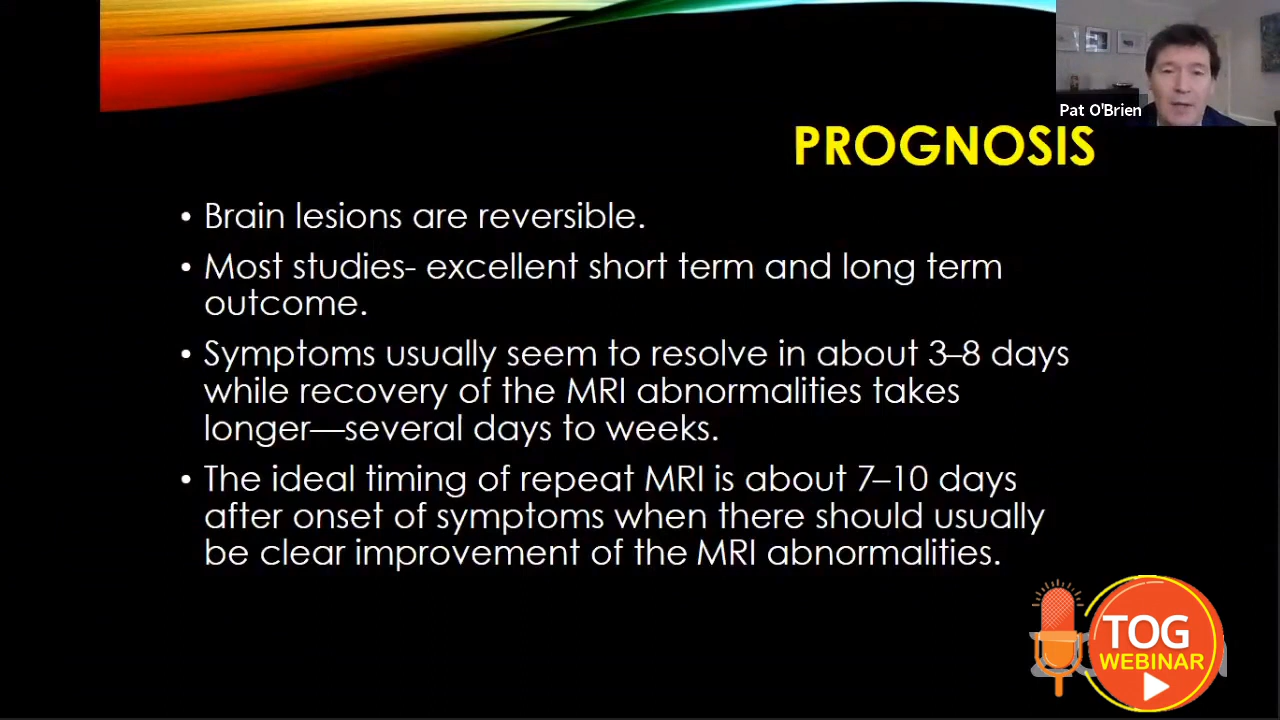 Pat O'Brien
PROGNOSIS
• Brain lesions are reversible.
• Most studies- excellent short term and long term
outcome.
• Symptoms usually seem to resolve in about 3–8 days
while recovery of the MRI abnormalities takes
longer—several days to weeks.
• The ideal timing of repeat MRI is about 7–10 days
after onset of symptoms when there should usually
be clear improvement of the MRI abnormalities.
TOG
WEBINAR